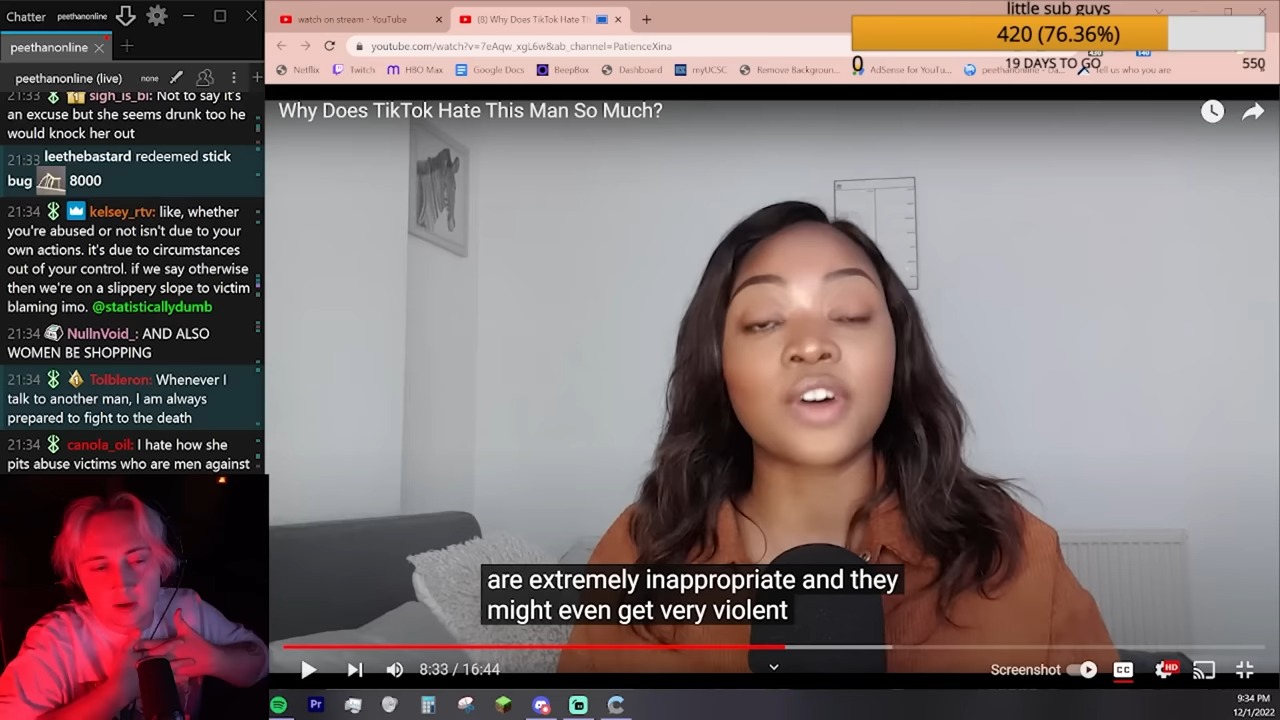 Chatter
peethanonline
peethanonline
peethanonline (live)
none
21:33 sigh_is_bi: Not to say it's
an excuse but she seems drunk too he
would knock her out
21:33 leethebastard redeemed stick
bug 8000
21:34 kelsey_rtv: like, whether
you're abused or not isn't due to your
own actions. it's due to circumstances
out of your control. if we say otherwise
then we're on a slippery slope to victim
blaming imo. @statisticallydumb
21:34 NullnVoid_: AND ALSO
WOMEN BE SHOPPING
21:34 Tolbleron: Whenever I
talk to another man, I am always
prepared to fight to the death
21:34 canola_oil: I hate how she
pits abuse victims who are men against
watch on stream - YouTube
(8) Why Does TikTok Hate Th
youtube.com/watch?v=7eAqw_xgL6w&ab_channel=PatienceXina
Netflix
Twitch
HBO Max
Google Docs
BeepBox
Dashboard
myUCSC
Remove Backgroun...
AdSense for YouTu...
Tell us who you are
little sub guys
420 (76.36%)
0
19 DAYS TO GO
550
Why Does TikTok Hate This Man So Much?
are extremely inappropriate and they
might even get very violent
8:33 / 16:44
Screenshot
CC
HD
Pr
9:34 PM
12/1/2022